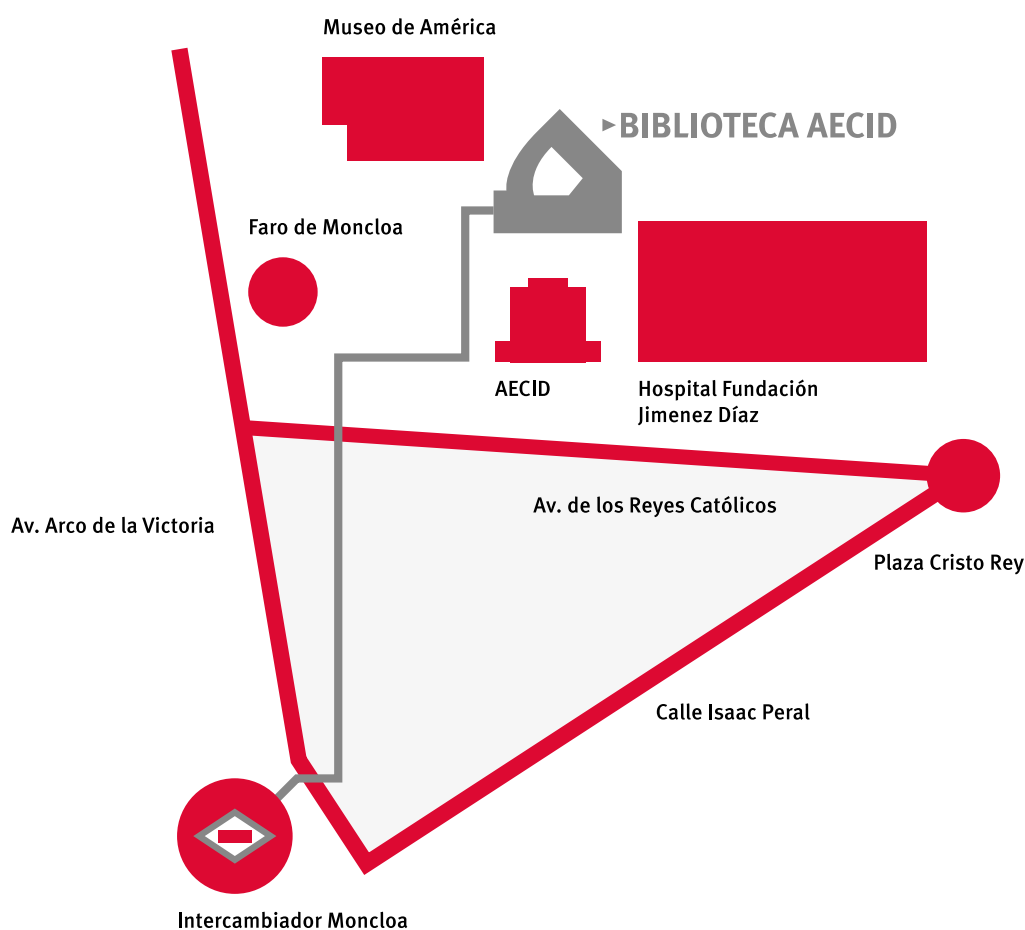 Museo de América
BIBLIOTECA AECID
Faro de Moncloa
AECID
Hospital Fundación
Jimenez Díaz
Av. de los Reyes Católicos
Av. Arco de la Victoria
Plaza Cristo Rey
Calle Isaac Peral
Intercambiador Moncloa